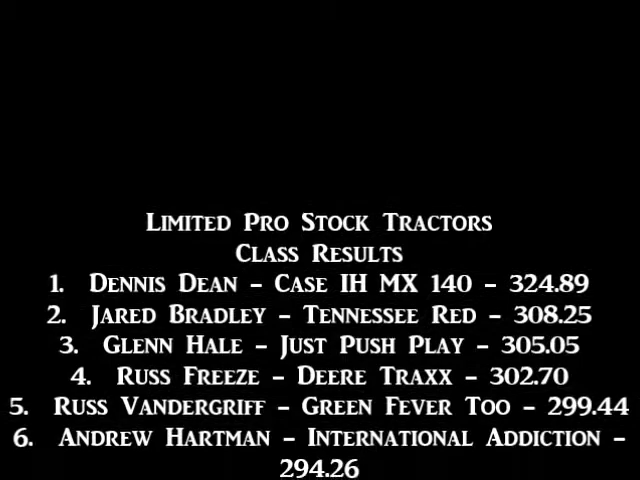 Limited Pro Stock Tractors
Class Results
1. Dennis Dean – Case IH MX 140 – 324.89
2. Jared Bradley – Tennessee Red – 308.25
3. Glenn Hale – Just Push Play – 305.05
4. Russ Freeze – Deere Traxx – 302.70
5. Russ Vandergriff – Green Fever Too – 299.44
6. Andrew Hartman – International Addiction –
294.26